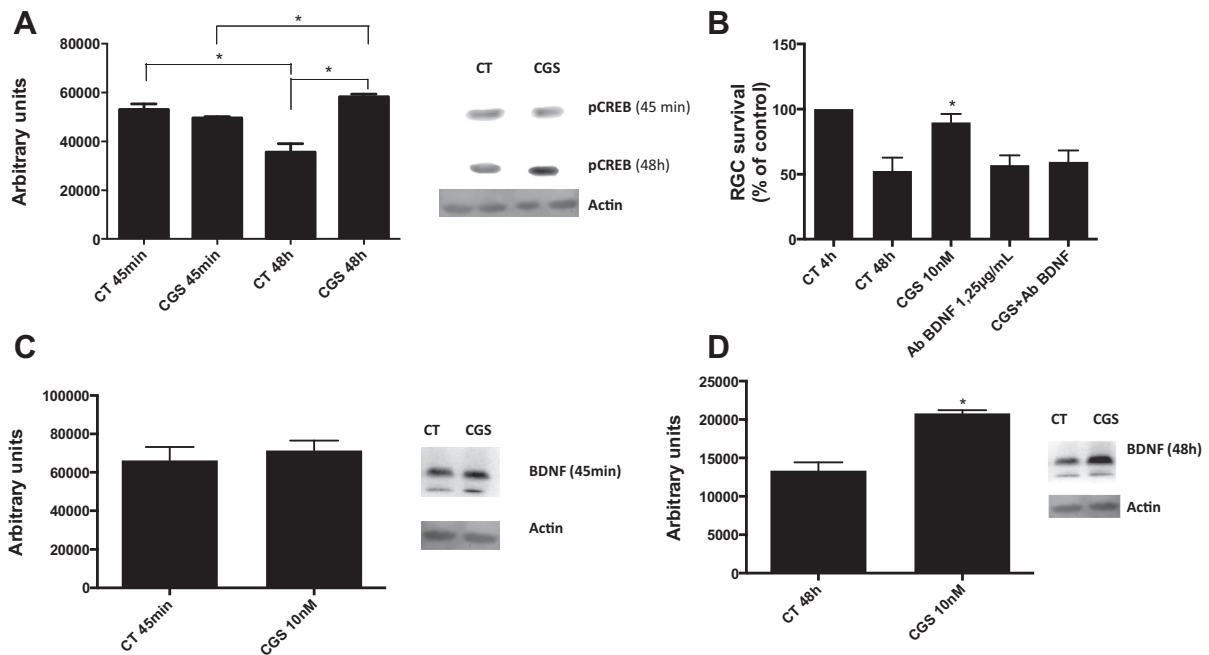 A
Arbitrary units
80000
60000
40000
20000
0
*
*
*
CT 45min
CGS 45min
CT 48h
CGS 48h
CT CGS
pCREB (45 min)
pCREB (48h)
Actin
B
RGC survival
(% of control)
150
100
50
0
*
CT 4h
CT 48h
CGS 10nM
Ab BDNF 1,25µg/mL
CGS+Ab BDNF
C
Arbitrary units
100000
80000
60000
40000
20000
0
CT 45min
CGS 10nM
CT CGS
BDNF (45min)
Actin
D
Arbitrary units
25000
20000
15000
10000
5000
0
*
CT 48h
CGS 10nM
CT CGS
BDNF (48h)
Actin